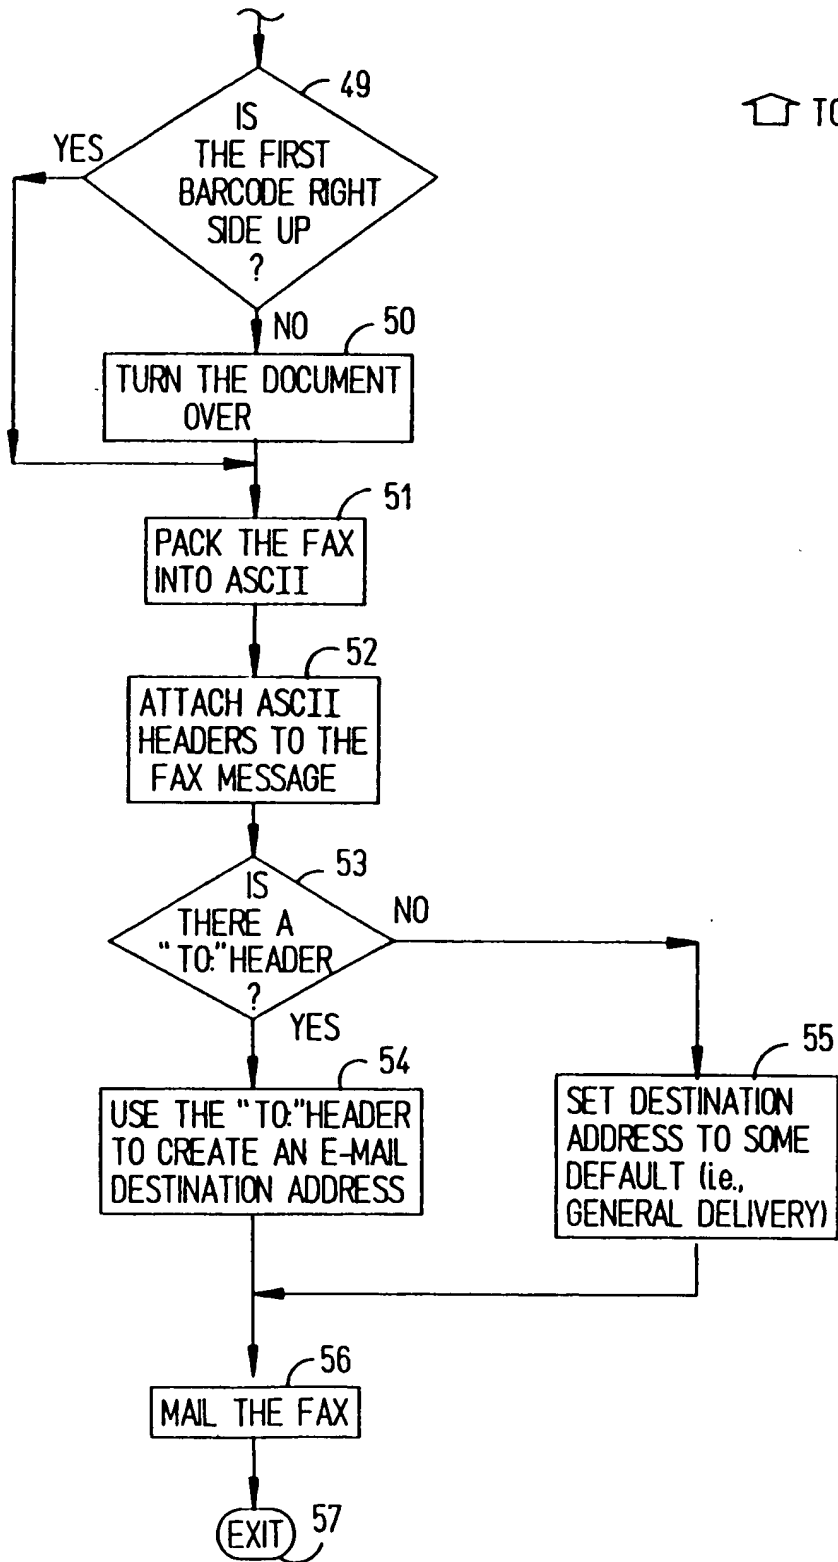 49
IS
THE FIRST
BARCODE RIGHT
SIDE UP
?
YES
NO
50
TURN THE DOCUMENT
OVER
51
PACK THE FAX
INTO ASCII
52
ATTACH ASCII
HEADERS TO THE
FAX MESSAGE
53
IS
THERE A
"TO:"HEADER
?
NO
YES
54
USE THE "TO:"HEADER
TO CREATE AN E-MAIL
DESTINATION ADDRESS
55
SET DESTINATION
ADDRESS TO SOME
DEFAULT (i.e.,
GENERAL DELIVERY)
56
MAIL THE FAX
EXIT
57